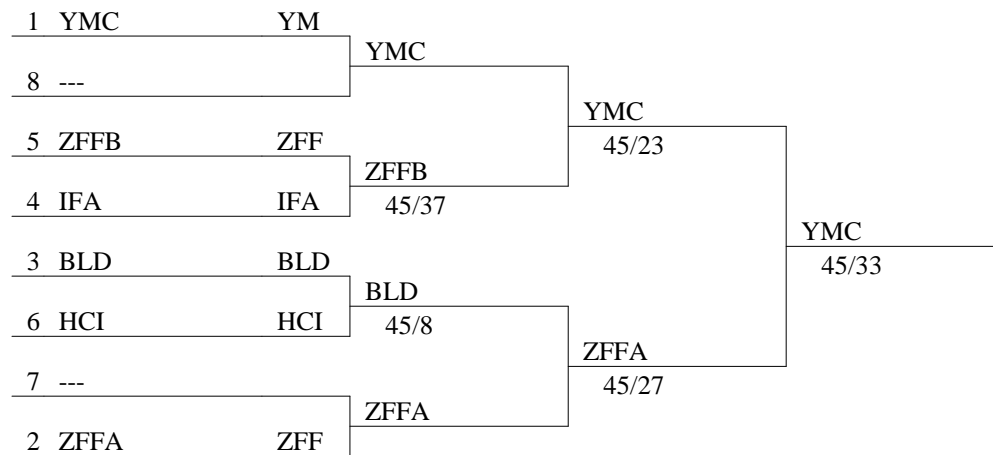 1 YMC YM
YMC
8 ---
YMC
5 ZFFB ZFF
45/23
ZFFB
4 IFA IFA
45/37
YMC
3 BLD BLD
45/33
BLD
6 HCI HCI
45/8
ZFFA
7 ---
45/27
ZFFA
2 ZFFA ZFF